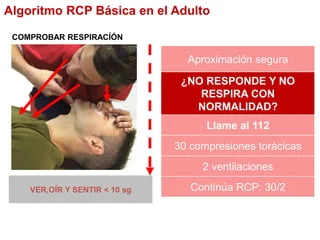 Algoritmo RCP Básica en el Adulto
COMPROBAR RESPIRACIÓN
Aproximación segura
¿NO RESPONDE Y NO
RESPIRA CON
NORMALIDAD?
Llame al 112
30 compresiones torácicas
2 ventilaciones
Continúa RCP: 30/2
VER,OÍR Y SENTIR < 10 sg